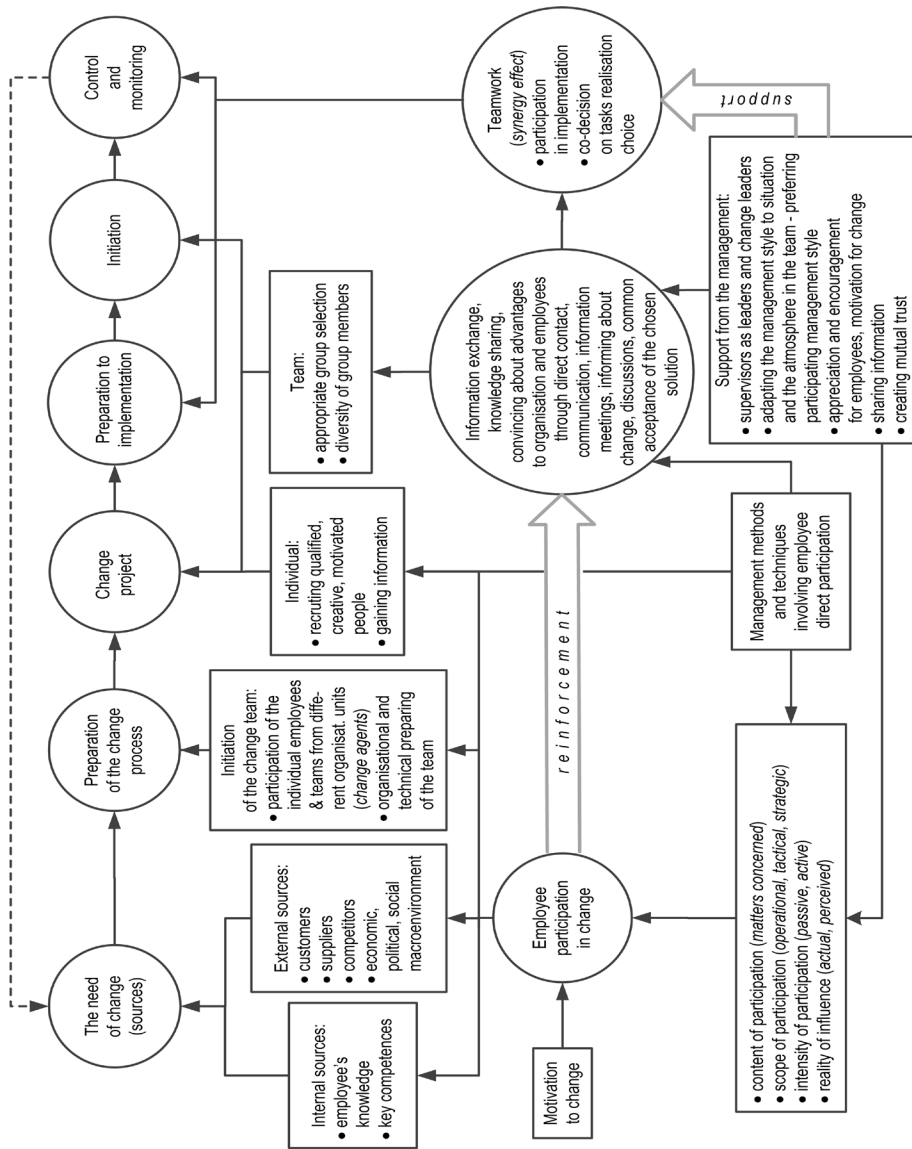 The need
of change
(sources)
Preparation
of the change
process
Change
project
Preparation to
implementation
Initiation
Control
and
monitoring
Internal sources:
• employee's
knowledge
• key competences
External sources:
• customers
• suppliers
• competitors
• economic,
political, social
macroenvironment
Initiation
of the change team:
• participation of the
individual employees
& teams from diffe-
rent organisat. units
(change agents)
• organisational and
technical preparing
of the team
Individual:
• recruting qualified,
creative, motivated
people
• gaining information
Team:
• appropriate group selection
• diversity of group members
Motivation
to change
Employee
participation
in change
reinforcement
Information exchange,
knowledge sharing,
convincing about advantages
to organisation and employees
through direct contact,
communication, information
meetings, informing about
change, discussions, common
acceptance of the chosen
solution
Teamwork
(synergy effect)
• participation
in implementation
• co-decision
on tasks realisation
choice
support
• content of participation (matters concerned)
• scope of participation (operational, tactical, strategic)
• intensity of participation (passive, active)
• reality of influence (actual, perceived)
Management methods
and techniques
involving employee
direct participation
Support from the management:
• supervisors as leaders and change leaders
• adapting the management style to situation
and the atmosphere in the team - preferring
participating management style
• appreciation and encouragement
for employees, motivation for change
• sharing information
• creating mutual trust